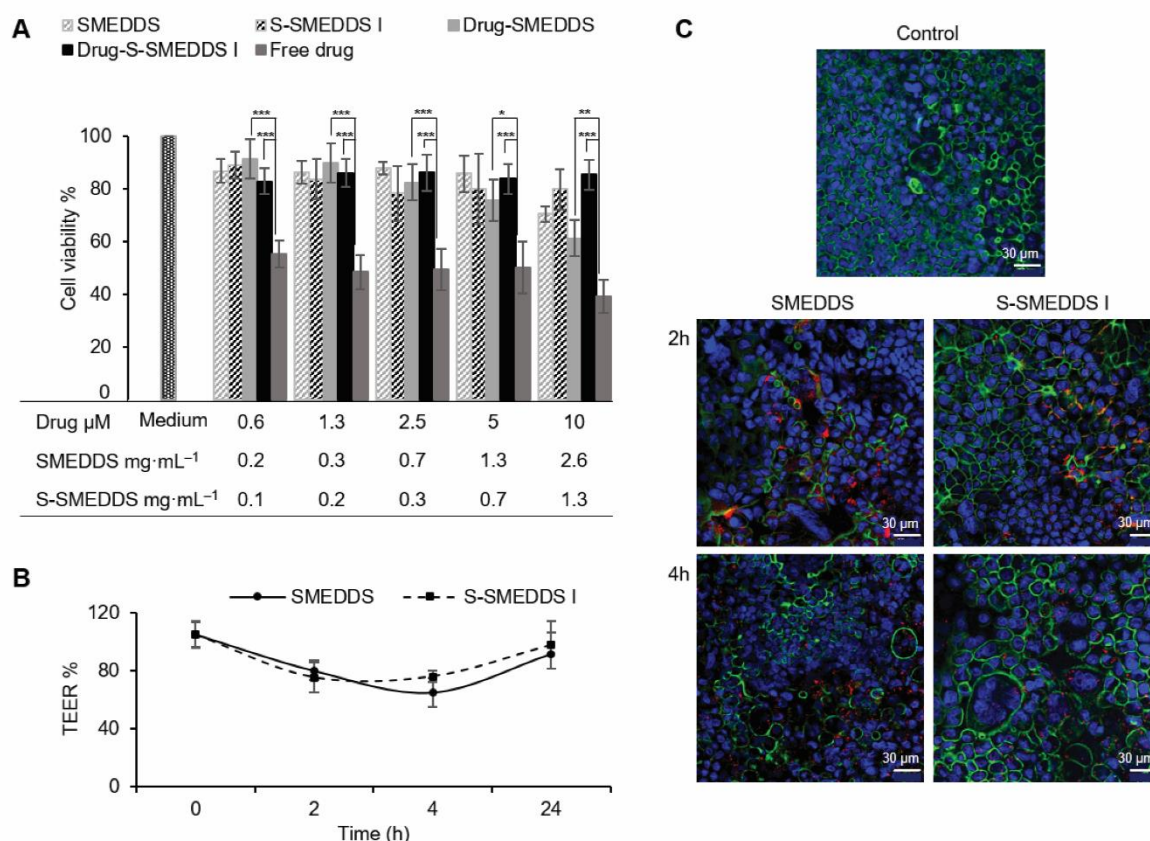 A
SMEDDS S-SMEDDS I Drug-SMEDDS
Drug-S-SMEDDS I Free drug
*** *** *** * **
*** *** *** *** ***
Cell viability %
100
80
60
40
20
0
Drug µM Medium 0.6 1.3 2.5 5 10
SMEDDS mg·mL⁻¹ 0.2 0.3 0.7 1.3 2.6
S-SMEDDS mg·mL⁻¹ 0.1 0.2 0.3 0.7 1.3
B
SMEDDS S-SMEDDS I
TEER %
120
80
40
0
0 2 4 24
Time (h)
C
Control
30 µm
SMEDDS S-SMEDDS I
2h
30 µm 30 µm
4h
30 µm 30 µm